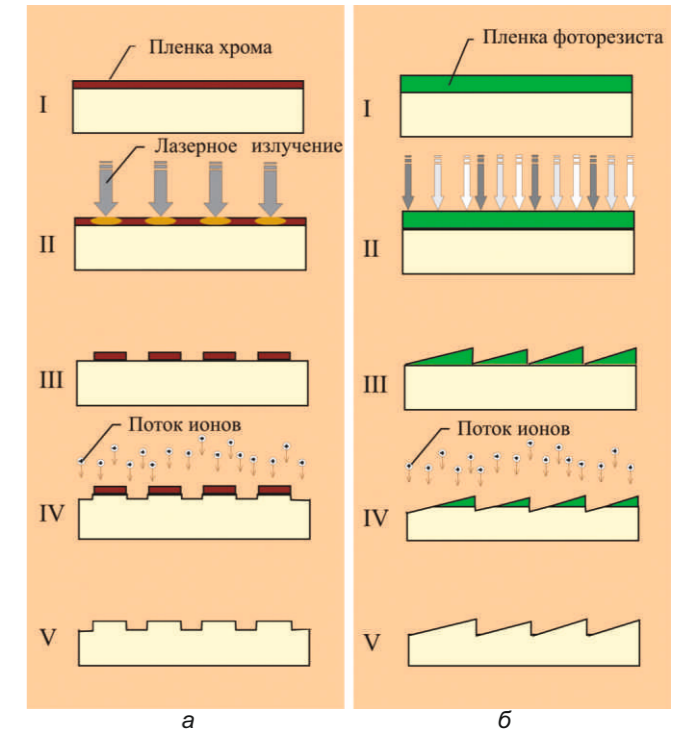 Пленка хрома
I
Лазерное излучение
II
III
Поток ионов
IV
V
а
Пленка фоторезиста
I
II
III
Поток ионов
IV
V
б